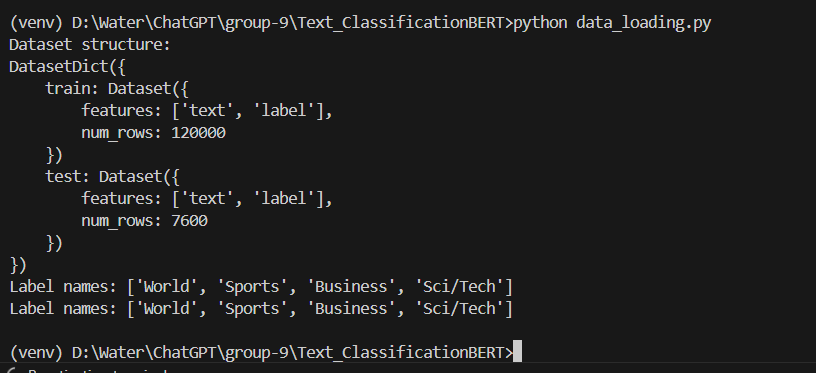 (venv) D:\Water\ChatGPT\group-9\Text_ClassificationBERT>python data_loading.py
Dataset structure:
DatasetDict({
    train: Dataset({
        features: ['text', 'label'],
        num_rows: 120000
    })
    test: Dataset({
        features: ['text', 'label'],
        num_rows: 7600
    })
})
Label names: ['World', 'Sports', 'Business', 'Sci/Tech']
Label names: ['World', 'Sports', 'Business', 'Sci/Tech']
(venv) D:\Water\ChatGPT\group-9\Text_ClassificationBERT>